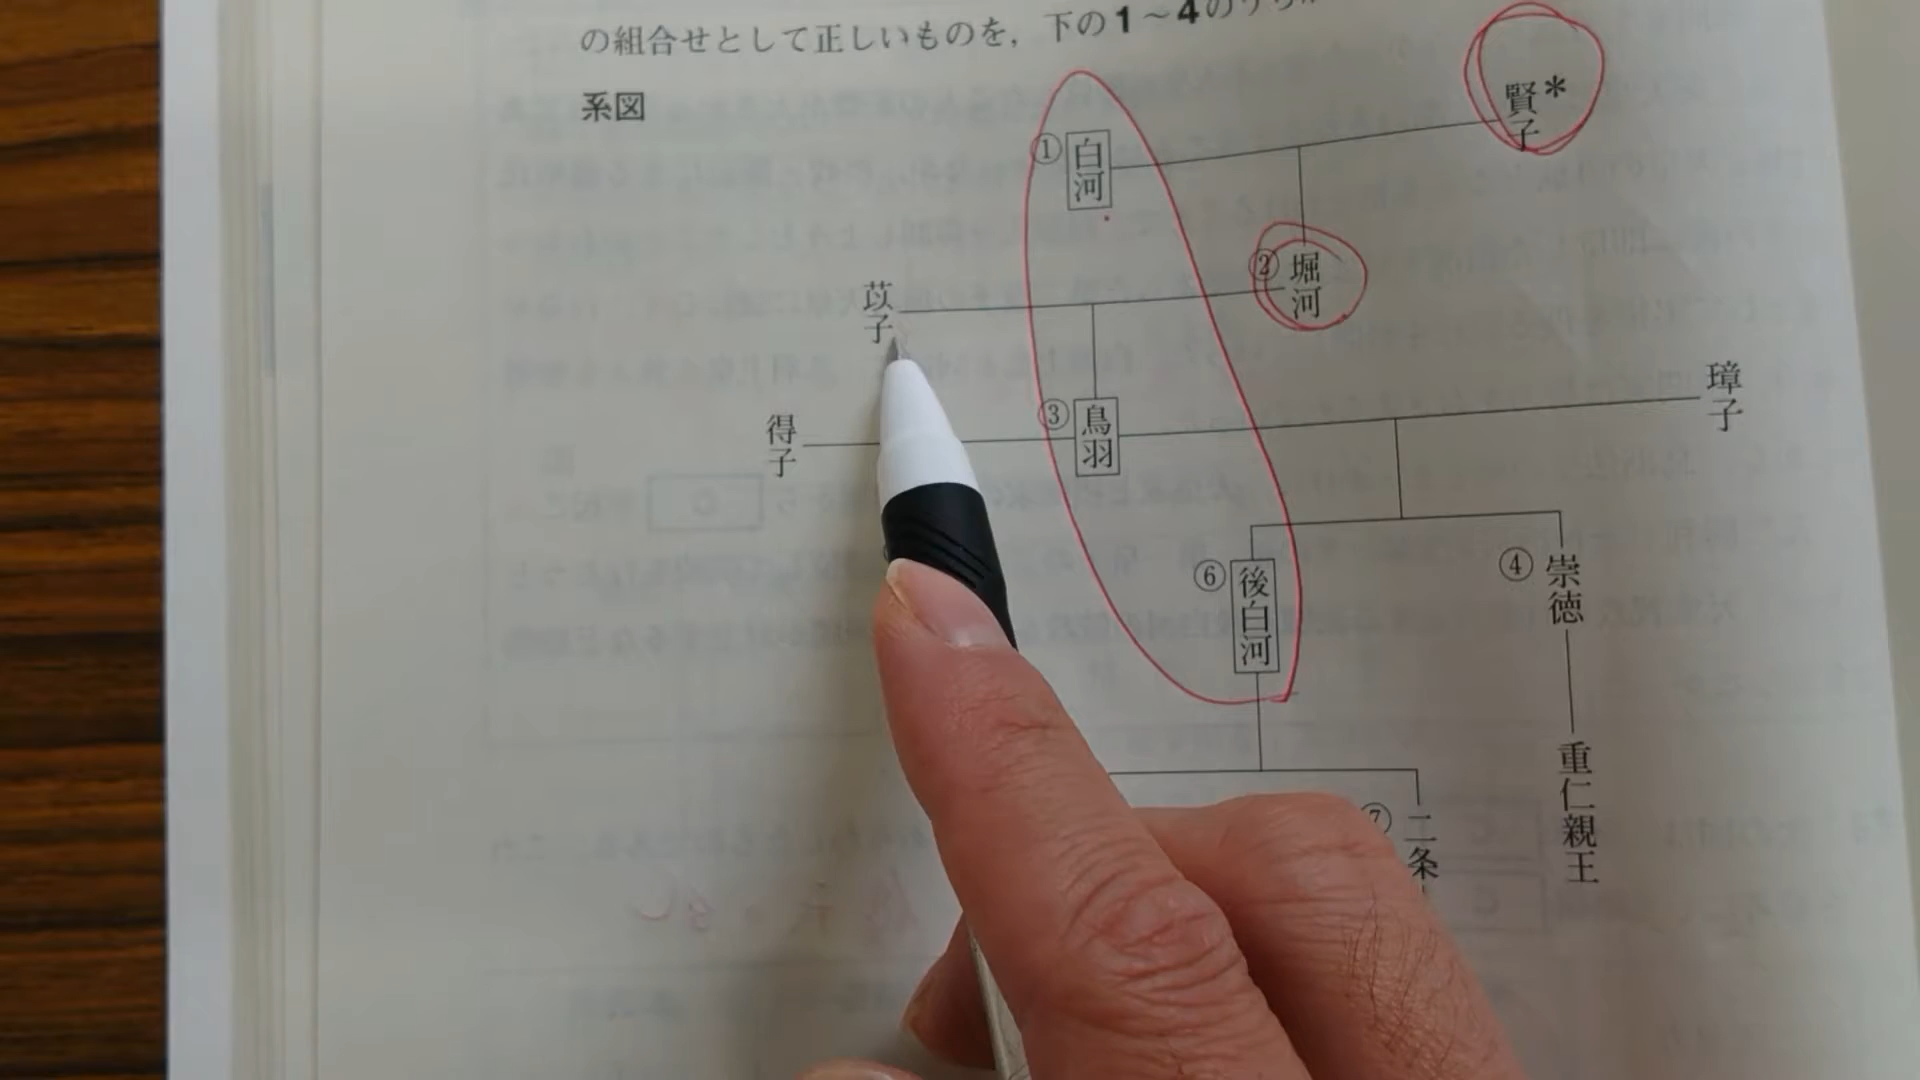 の組合せとして正しいものを，下の1～4のうち
系図
賢子*
①白河
②堀河
苡子
璋子
③鳥羽
得子
⑥後白河
④崇徳
重仁親王
⑦二条